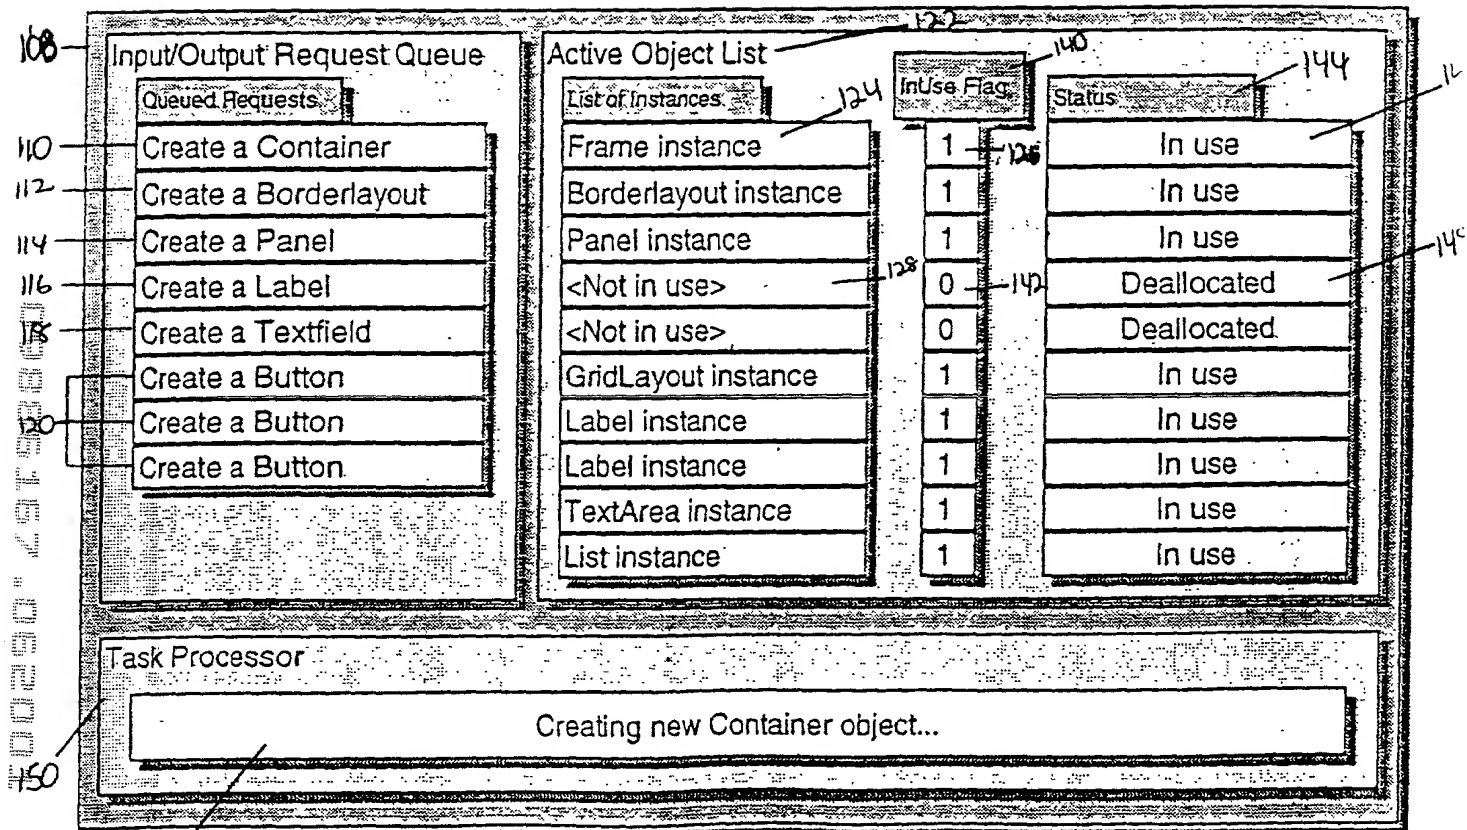 108
Input/Output Request Queue
Queued Requests
110
Create a Container
112
Create a Borderlayout
114
Create a Panel
116
Create a Label
118
Create a Textfield
120
Create a Button
Create a Button
Create a Button
Active Object List
122
List of Instances
124
InUse Flag
140
Status
144
Frame instance
1
126
In use
Borderlayout instance
1
In use
Panel instance
1
In use
<Not in use>
128
0
142
Deallocated
<Not in use>
0
Deallocated
GridLayout instance
1
In use
Label instance
1
In use
Label instance
1
In use
TextArea instance
1
In use
List instance
1
In use
Task Processor
Creating new Container object...
150